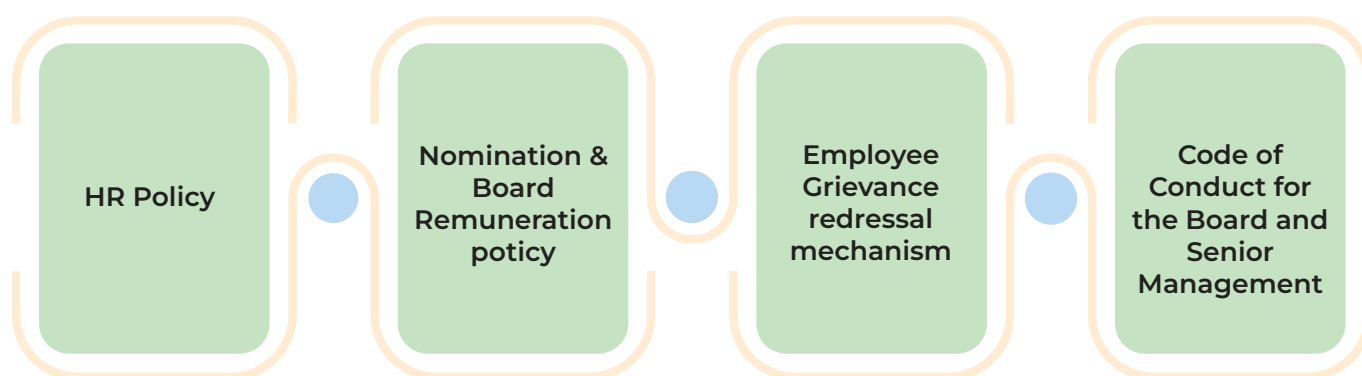 HR Policy
Nomination &
Board
Remuneration
poticy
Employee
Grievance
redressal
mechanism
Code of
Conduct for
the Board and
Senior
Management